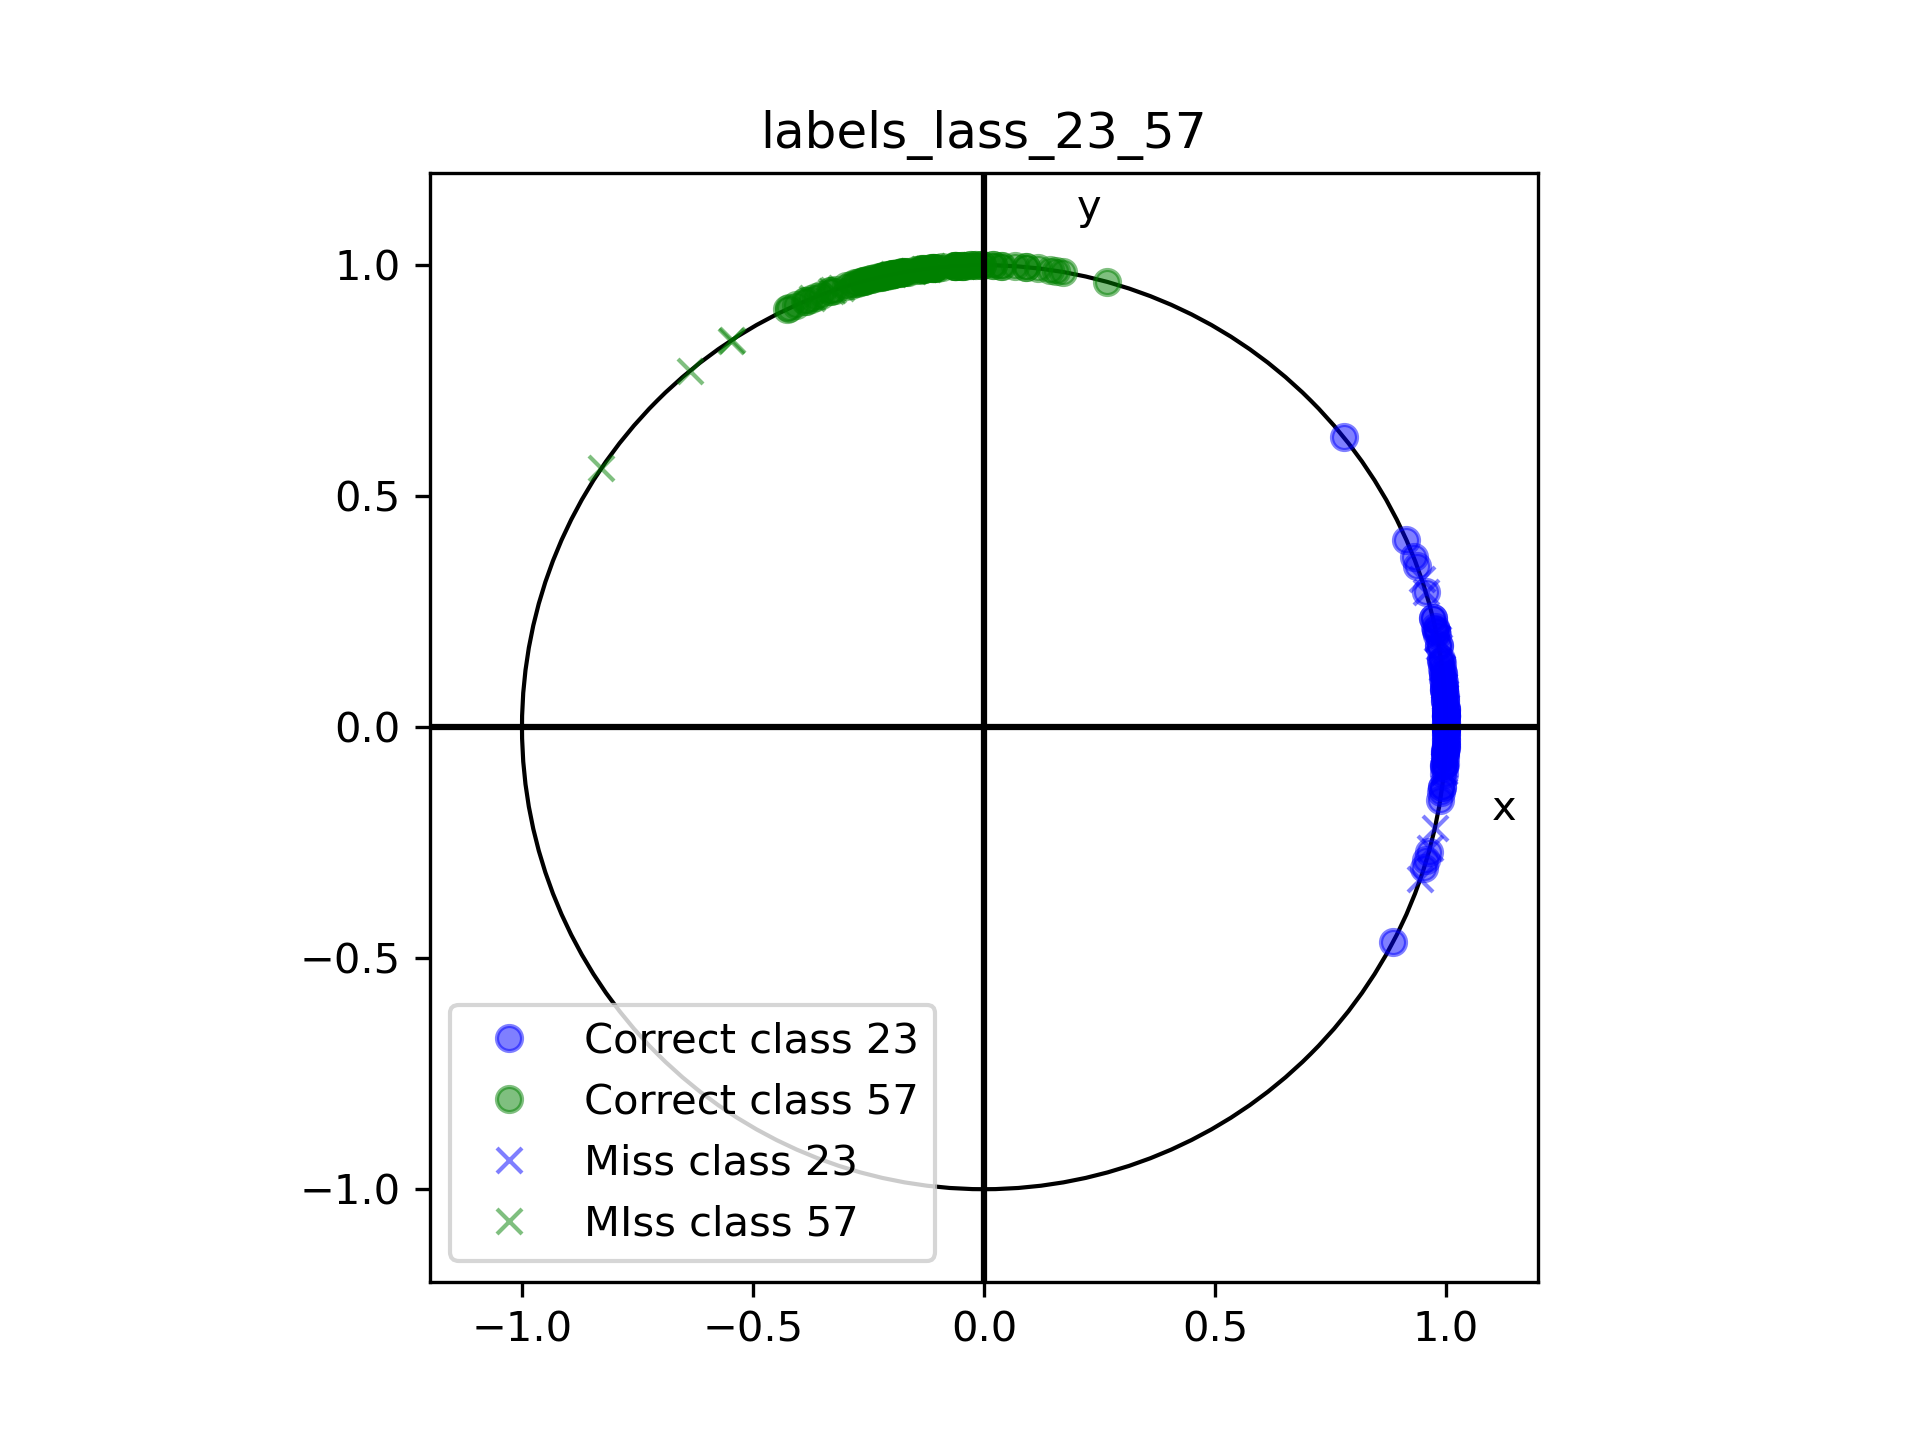 labels_lass_23_57
y
1.0
0.5
0.0
−0.5
−1.0
x
Correct class 23
Correct class 57
Miss class 23
MIss class 57
−1.0 −0.5 0.0 0.5 1.0